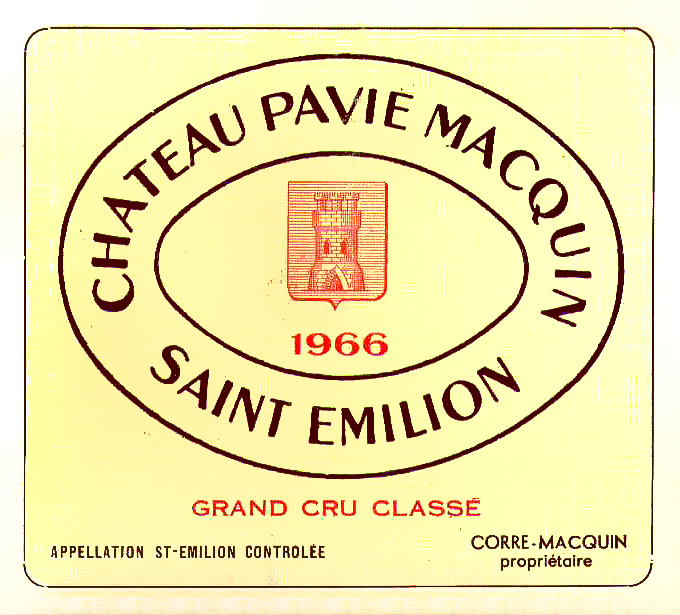 CHATEAU PAVIE MACQUIN
1966
SAINT EMILION
GRAND CRU CLASSÉ
APPELLATION ST-EMILION CONTROLÉE
CORRE-MACQUIN
propriétaire